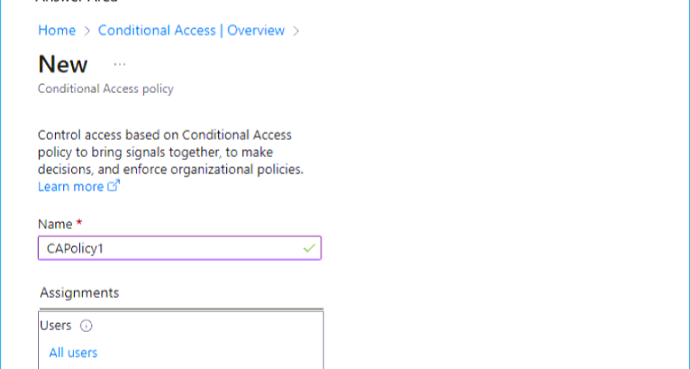 Answer Area
Home > Conditional Access | Overview >
New ...
Conditional Access policy
Control access based on Conditional Access
policy to bring signals together, to make
decisions, and enforce organizational policies.
Learn more
Name *
CAPolicy1
Assignments
Users
All users